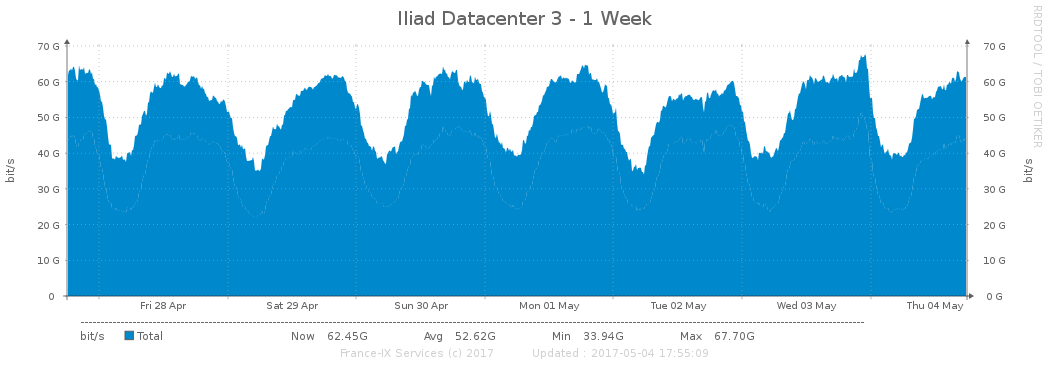 Iliad Datacenter 3 - 1 Week
RRDTOOL / TOBI OETIKER
70 G 70 G
60 G 60 G
50 G 50 G
40 G 40 G
30 G 30 G
20 G 20 G
10 G 10 G
0 0 G
bit/s
bit/s
Fri 28 Apr Sat 29 Apr Sun 30 Apr Mon 01 May Tue 02 May Wed 03 May Thu 04 May
bit/s Total Now 62.45G Avg 52.62G Min 33.94G Max 67.70G
France-IX Services (c) 2017 Updated : 2017-05-04 17:55:09